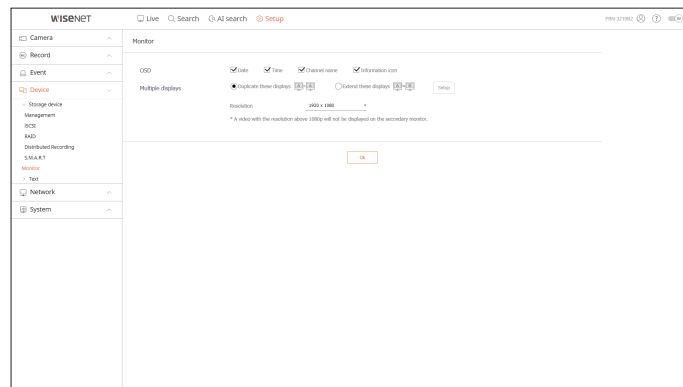 WISENET
Live Search AI search Setup
PRN-3210B2
Camera
Record
Event
Device
Storage device
Management
iSCSI
RAID
Distributed Recording
S.M.A.R.T
Monitor
Text
Network
System
Monitor
OSD Date Time Channel name Information icon
Multiple displays Duplicate these displays Extend these displays Setup
Resolution 1920 x 1080
* A video with the resolution above 1080p will not be displayed on the secondary monitor.
Ok